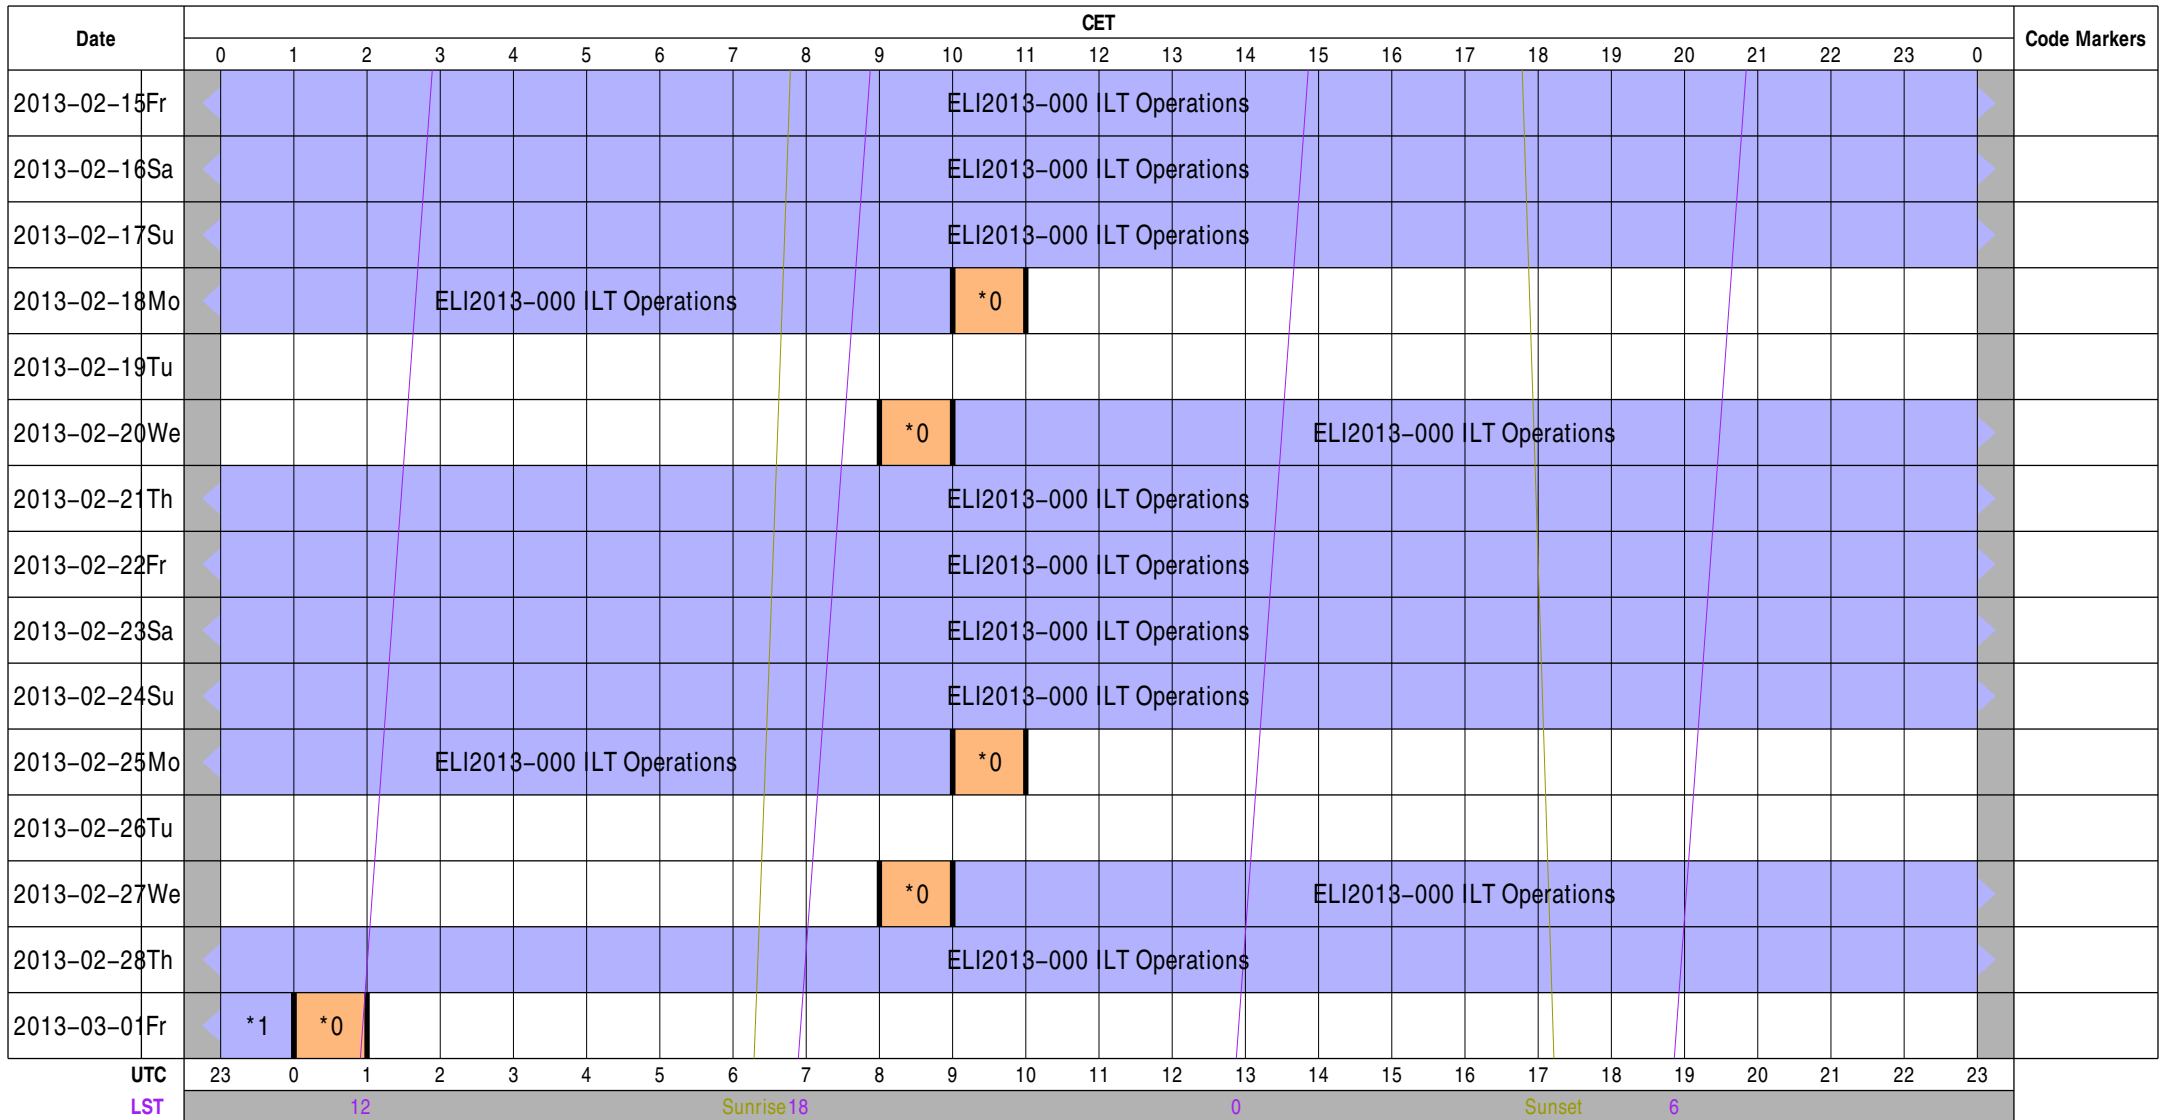 Date CET Code Markers
0 1 2 3 4 5 6 7 8 9 10 11 12 13 14 15 16 17 18 19 20 21 22 23 0
2013-02-15Fr ELI2013-000 ILT Operations
2013-02-16Sa ELI2013-000 ILT Operations
2013-02-17Su ELI2013-000 ILT Operations
2013-02-18Mo ELI2013-000 ILT Operations *0
2013-02-19Tu
2013-02-20We *0 ELI2013-000 ILT Operations
2013-02-21Th ELI2013-000 ILT Operations
2013-02-22Fr ELI2013-000 ILT Operations
2013-02-23Sa ELI2013-000 ILT Operations
2013-02-24Su ELI2013-000 ILT Operations
2013-02-25Mo ELI2013-000 ILT Operations *0
2013-02-26Tu
2013-02-27We *0 ELI2013-000 ILT Operations
2013-02-28Th ELI2013-000 ILT Operations
2013-03-01Fr *1 *0
UTC 23 0 1 2 3 4 5 6 7 8 9 10 11 12 13 14 15 16 17 18 19 20 21 22 23
LST 12 Sunrise 18 0 Sunset 6